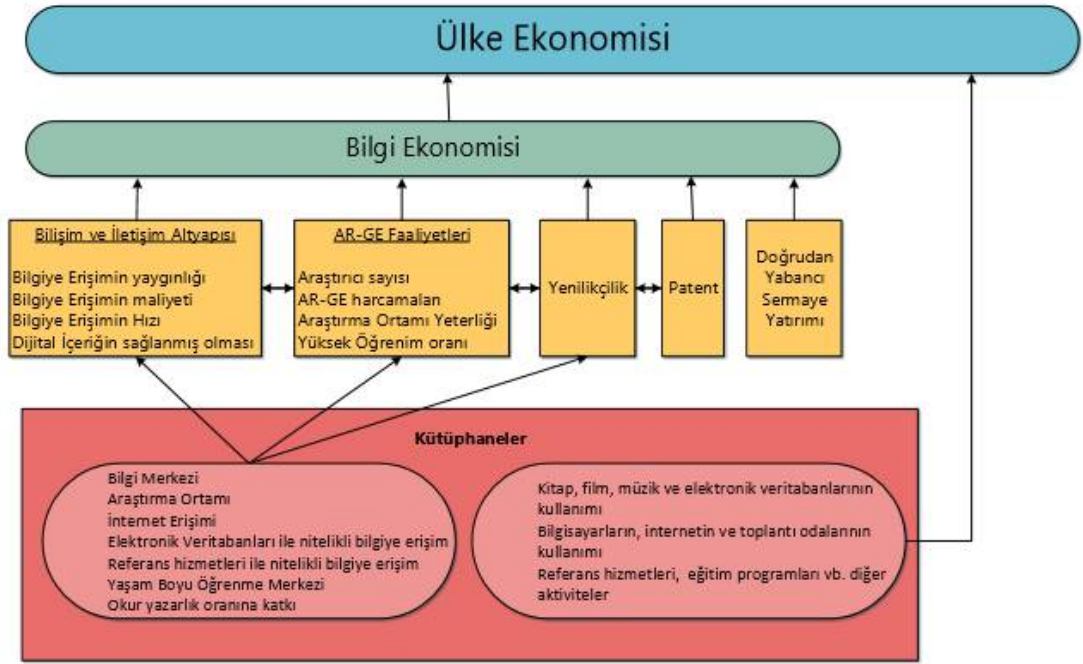 Ülke Ekonomisi
Bilgi Ekonomisi
Bilişim ve İletişim Altyapısı
Bilgiye Erişimin yaygınlığı
Bilgiye Erişimin maliyeti
Bilgiye Erişimin Hızı
Dijital İçeriğin sağlanmış olması
AR-GE Faaliyetleri
Araştırıcı sayısı
AR-GE harcamaları
Araştırma Ortamı Yeterliği
Yüksek Öğrenim oranı
Yenilikçilik
Patent
Doğrudan
Yabancı
Sermaye
Yatırımı
Kütüphaneler
Bilgi Merkezi
Araştırma Ortamı
İnternet Erişimi
Elektronik Veritabanları ile nitelikli bilgiye erişim
Referans hizmetleri ile nitelikli bilgiye erişim
Yaşam Boyu Öğrenme Merkezi
Okur yazarlık oranına katkı
Kitap, film, müzik ve elektronik veritabanlarının
kullanımı
Bilgisayarların, internetin ve toplantı odalarının
kullanımı
Referans hizmetleri, eğitim programları vb. diğer
aktiviteler